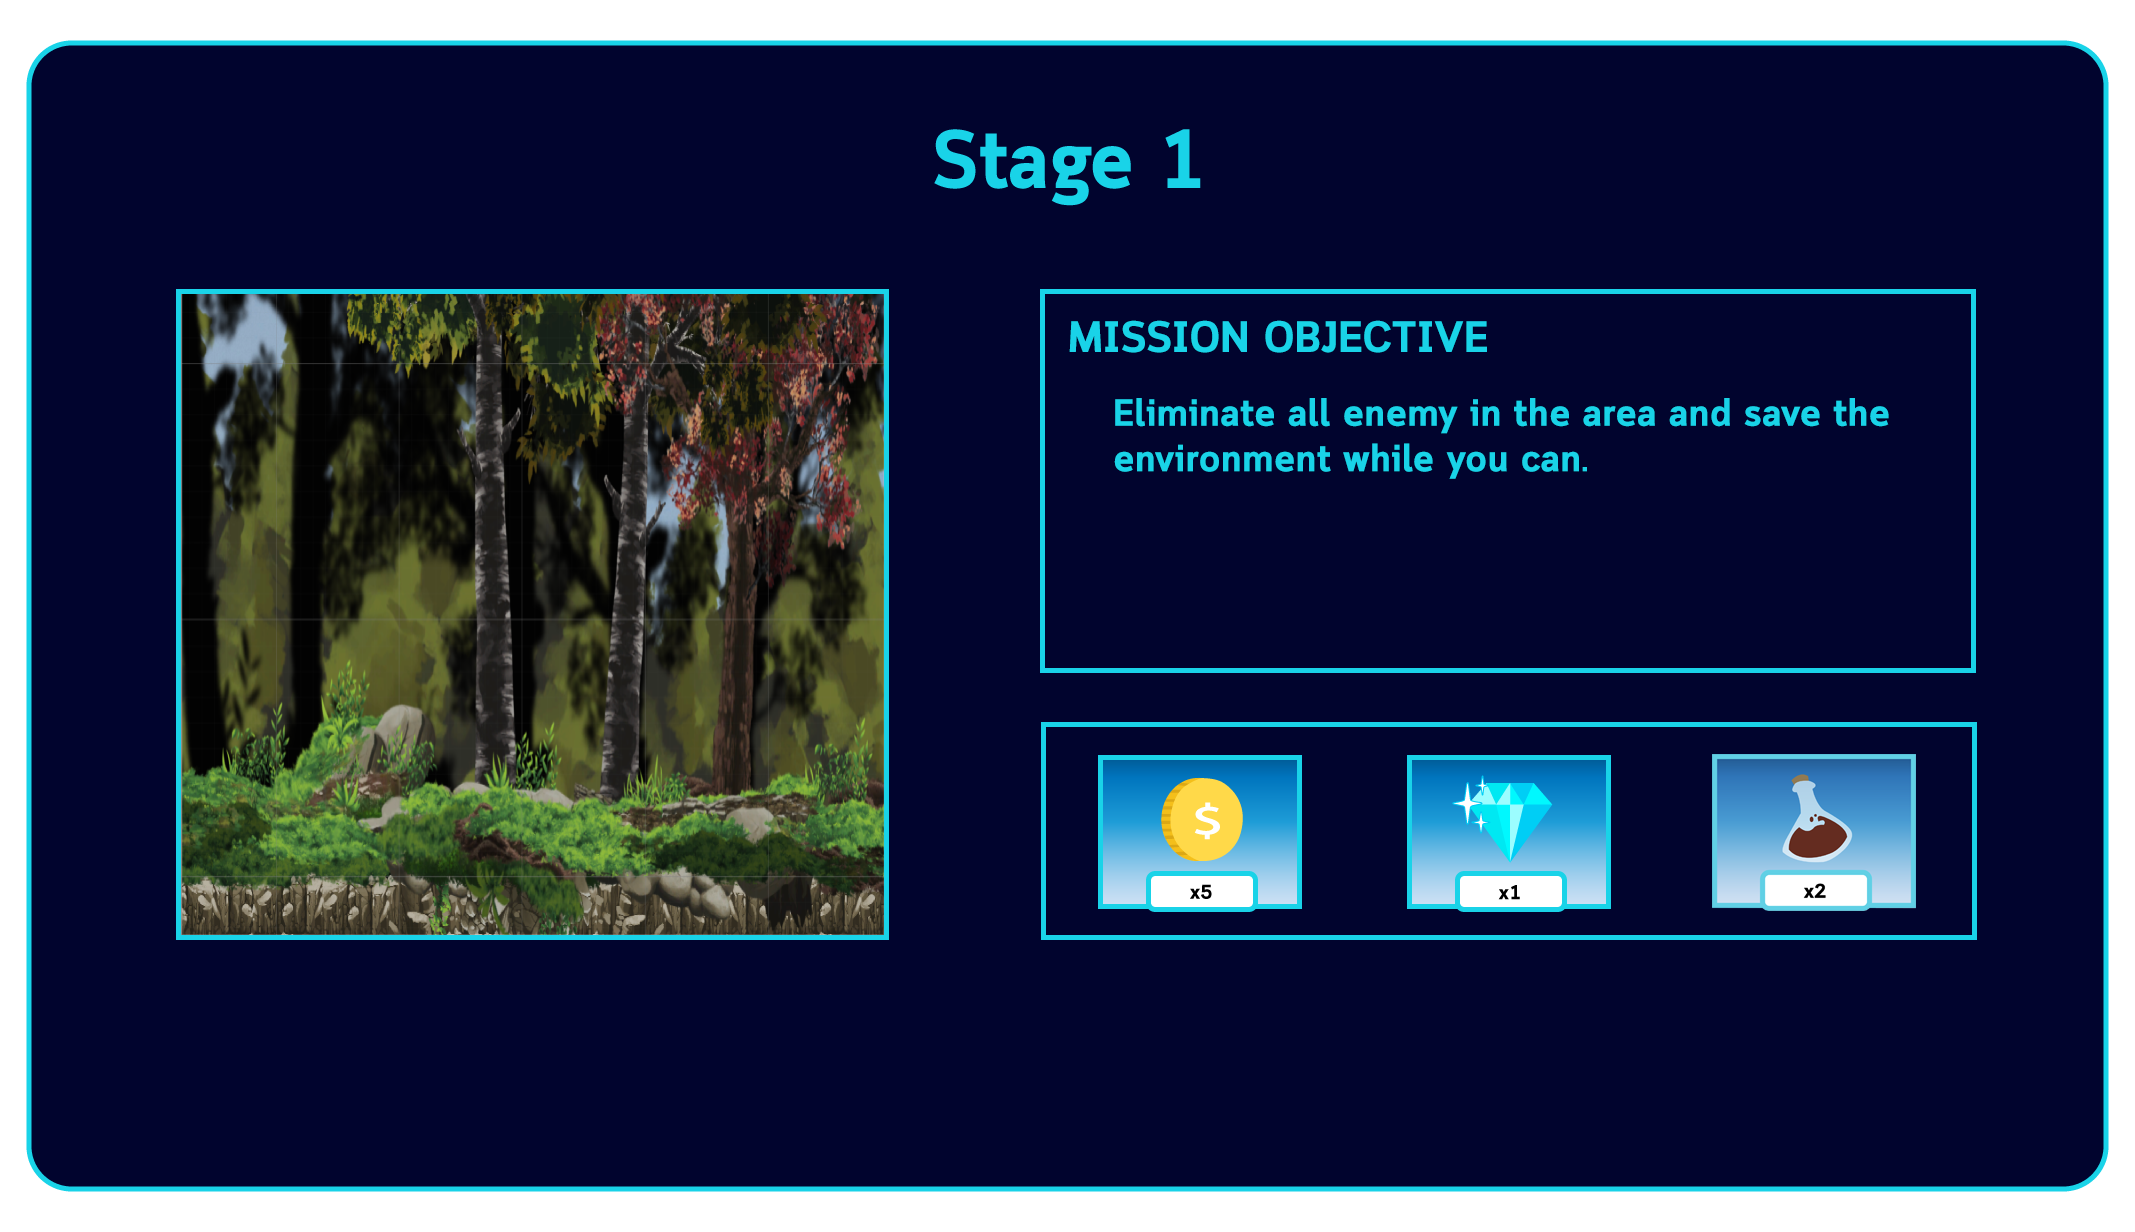 Stage 1
MISSION OBJECTIVE
Eliminate all enemy in the area and save the
environment while you can.
$
x5
x1
x2